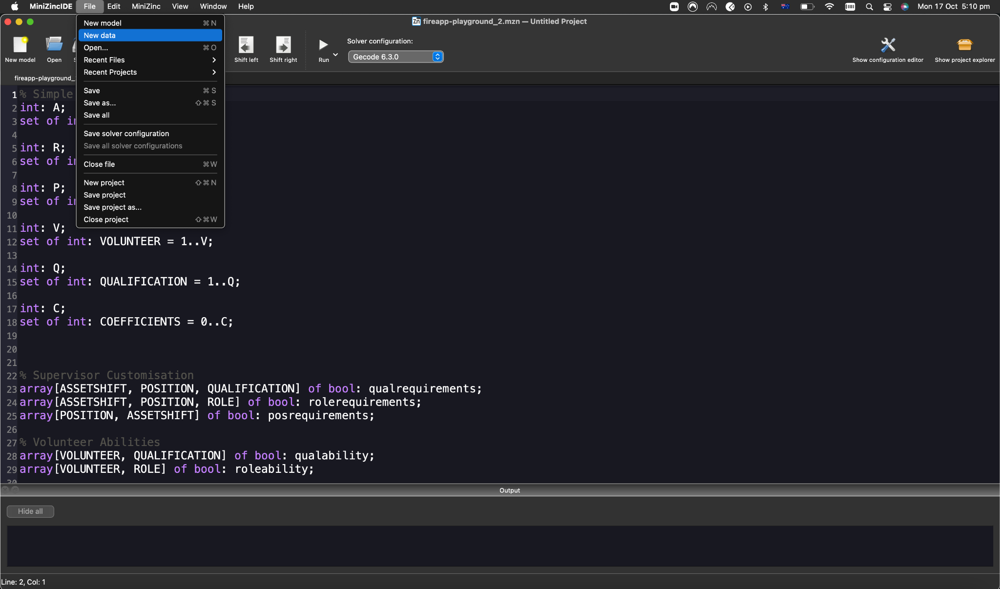 MiniZincIDE File Edit MiniZinc View Window Help Mon 17 Oct 5:10 pm
fireapp-playground_2.mzn — Untitled Project
New model ⌘ N
New data
Open... ⌘ O
Recent Files
Recent Projects
Save ⌘ S
Save as... ⇧ ⌘ S
Save all
Save solver configuration
Save all solver configurations
Close file ⌘ W
New project ⇧ ⌘ N
Save project
Save project as...
Close project ⇧ ⌘ W
New model Open Shift left Shift right Run
Solver configuration:
Gecode 6.3.0
Show configuration editor Show project explorer
fireapp-playground_
1 % Simple
2 int: A;
3 set of in
4
5 int: R;
6 set of in
7
8 int: P;
9 set of in
10
11 int: V;
12 set of int: VOLUNTEER = 1..V;
13
14 int: Q;
15 set of int: QUALIFICATION = 1..Q;
16
17 int: C;
18 set of int: COEFFICIENTS = 0..C;
19
20
21
22 % Supervisor Customisation
23 array[ASSETSHIFT, POSITION, QUALIFICATION] of bool: qualrequirements;
24 array[ASSETSHIFT, POSITION, ROLE] of bool: rolerequirements;
25 array[POSITION, ASSETSHIFT] of bool: posrequirements;
26
27 % Volunteer Abilities
28 array[VOLUNTEER, QUALIFICATION] of bool: qualability;
29 array[VOLUNTEER, ROLE] of bool: roleability;
30
Output
Hide all
Line: 2, Col: 1